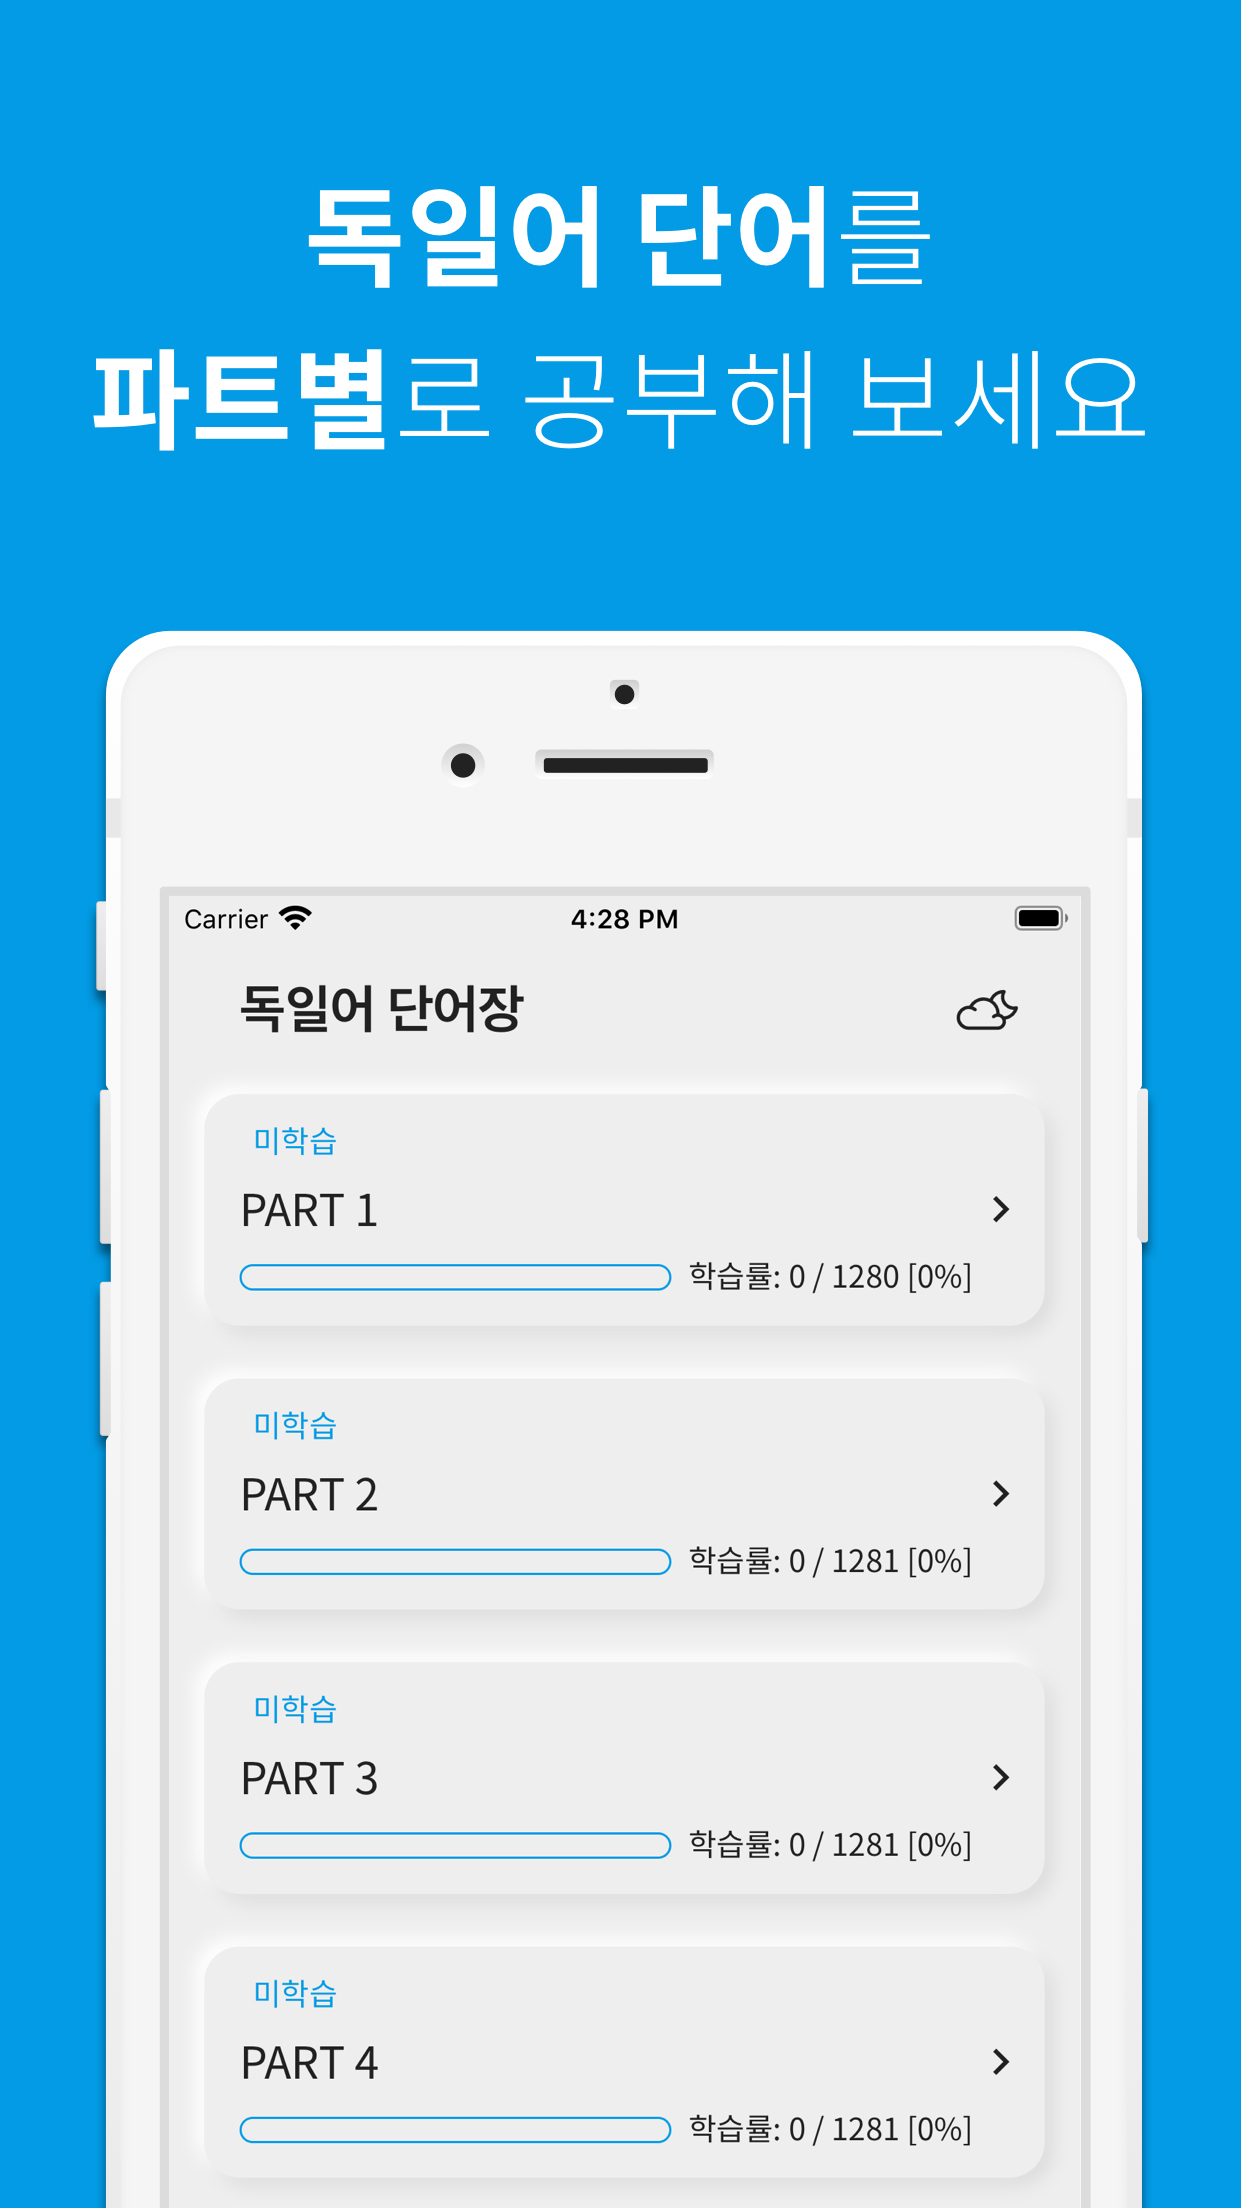 독일어 단어를
파트별로 공부해 보세요
Carrier 4:28 PM
독일어 단어장
미학습
PART 1
학습률: 0 / 1280 [0%]
미학습
PART 2
학습률: 0 / 1281 [0%]
미학습
PART 3
학습률: 0 / 1281 [0%]
미학습
PART 4
학습률: 0 / 1281 [0%]